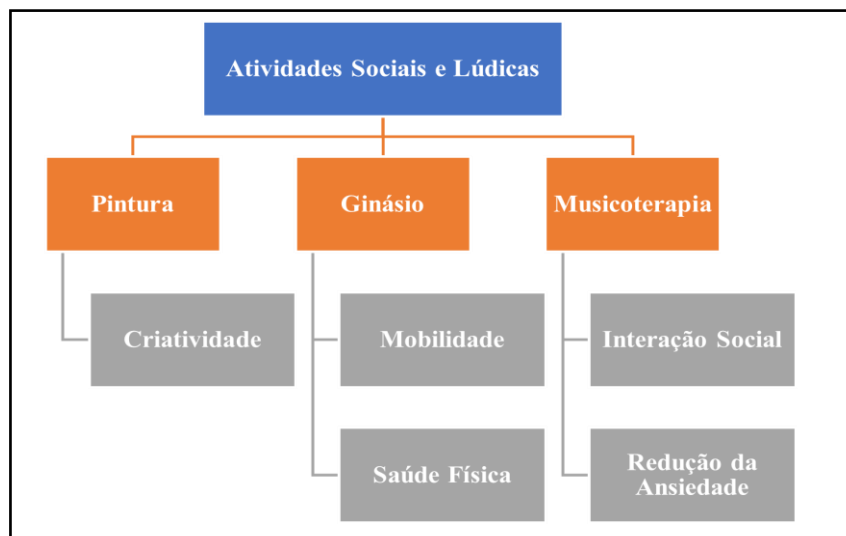 Atividades Sociais e Lúdicas
Pintura
Ginásio
Musicoterapia
Criatividade
Mobilidade
Interação Social
Saúde Física
Redução da
Ansiedade